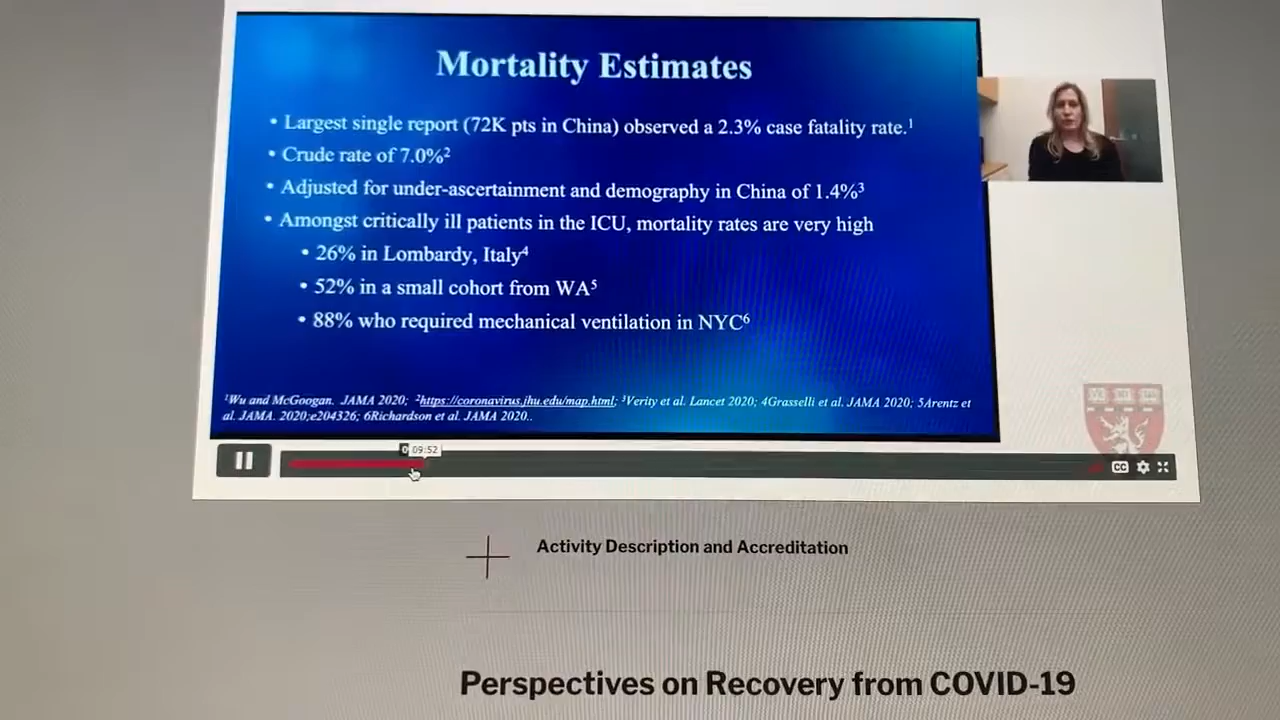 Mortality Estimates
• Largest single report (72K pts in China) observed a 2.3% case fatality rate.¹
• Crude rate of 7.0%²
• Adjusted for under-ascertainment and demography in China of 1.4%³
• Amongst critically ill patients in the ICU, mortality rates are very high
• 26% in Lombardy, Italy⁴
• 52% in a small cohort from WA⁵
• 88% who required mechanical ventilation in NYC⁶
¹Wu and McGoogan. JAMA 2020; ²https://coronavirus.jhu.edu/map.html; ³Verity et al. Lancet 2020; 4Grasselli et al. JAMA 2020; 5Arentz et
al. JAMA. 2020;e204326; 6Richardson et al. JAMA 2020..
09:52
CC
Activity Description and Accreditation
Perspectives on Recovery from COVID-19